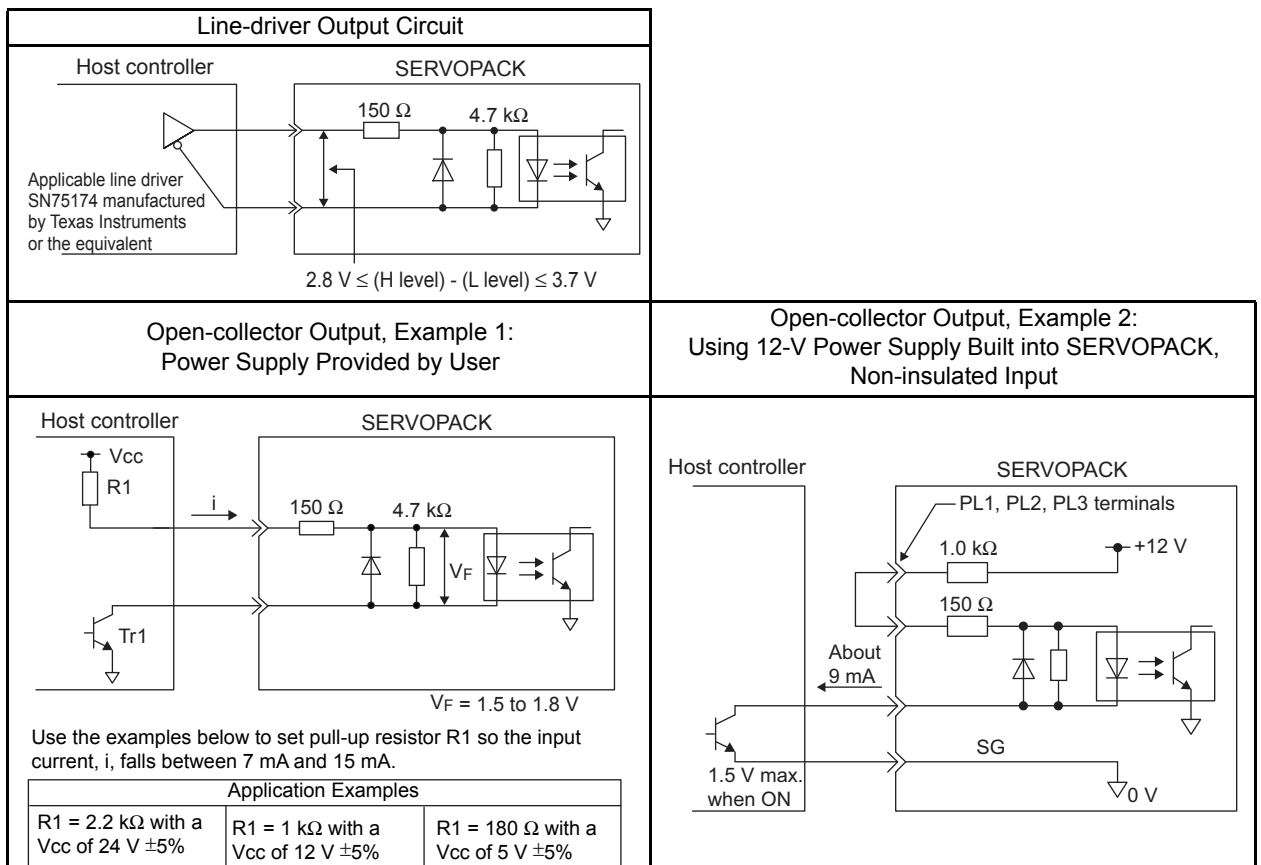 Line-driver Output Circuit
Host controller
SERVOPACK
150 Ω
4.7 kΩ
Applicable line driver
SN75174 manufactured
by Texas Instruments
or the equivalent
2.8 V ≤ (H level) - (L level) ≤ 3.7 V
Open-collector Output, Example 1:
Power Supply Provided by User
Host controller
SERVOPACK
Vcc
R1
i
150 Ω
4.7 kΩ
VF
Tr1
VF = 1.5 to 1.8 V
Use the examples below to set pull-up resistor R1 so the input
current, i, falls between 7 mA and 15 mA.
Application Examples
R1 = 2.2 kΩ with a
Vcc of 24 V ±5%
R1 = 1 kΩ with a
Vcc of 12 V ±5%
R1 = 180 Ω with a
Vcc of 5 V ±5%
Open-collector Output, Example 2:
Using 12-V Power Supply Built into SERVOPACK,
Non-insulated Input
Host controller
SERVOPACK
PL1, PL2, PL3 terminals
1.0 kΩ
+12 V
150 Ω
About
9 mA
SG
1.5 V max.
when ON
0 V